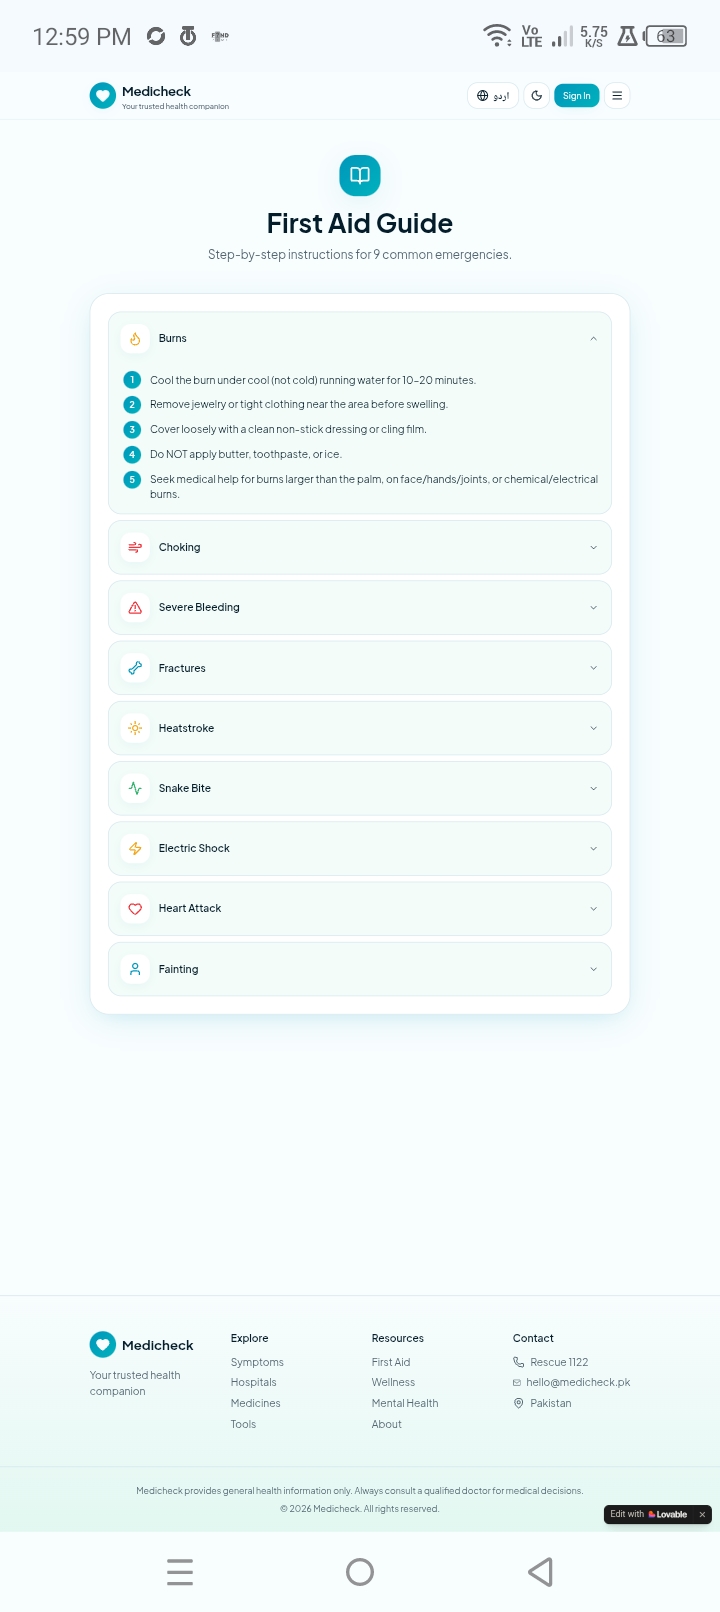 12:59 PM
Vo LTE 5.75 K/S 63
Medicheck
Your trusted health companion
اردو
Sign In
First Aid Guide
Step-by-step instructions for 9 common emergencies.
Burns
1 Cool the burn under cool (not cold) running water for 10–20 minutes.
2 Remove jewelry or tight clothing near the area before swelling.
3 Cover loosely with a clean non-stick dressing or cling film.
4 Do NOT apply butter, toothpaste, or ice.
5 Seek medical help for burns larger than the palm, on face/hands/joints, or chemical/electrical
burns.
Choking
Severe Bleeding
Fractures
Heatstroke
Snake Bite
Electric Shock
Heart Attack
Fainting
Medicheck
Your trusted health
companion
Explore
Symptoms
Hospitals
Medicines
Tools
Resources
First Aid
Wellness
Mental Health
About
Contact
Rescue 1122
hello@medicheck.pk
Pakistan
Medicheck provides general health information only. Always consult a qualified doctor for medical decisions.
© 2026 Medicheck. All rights reserved.
Edit with Lovable